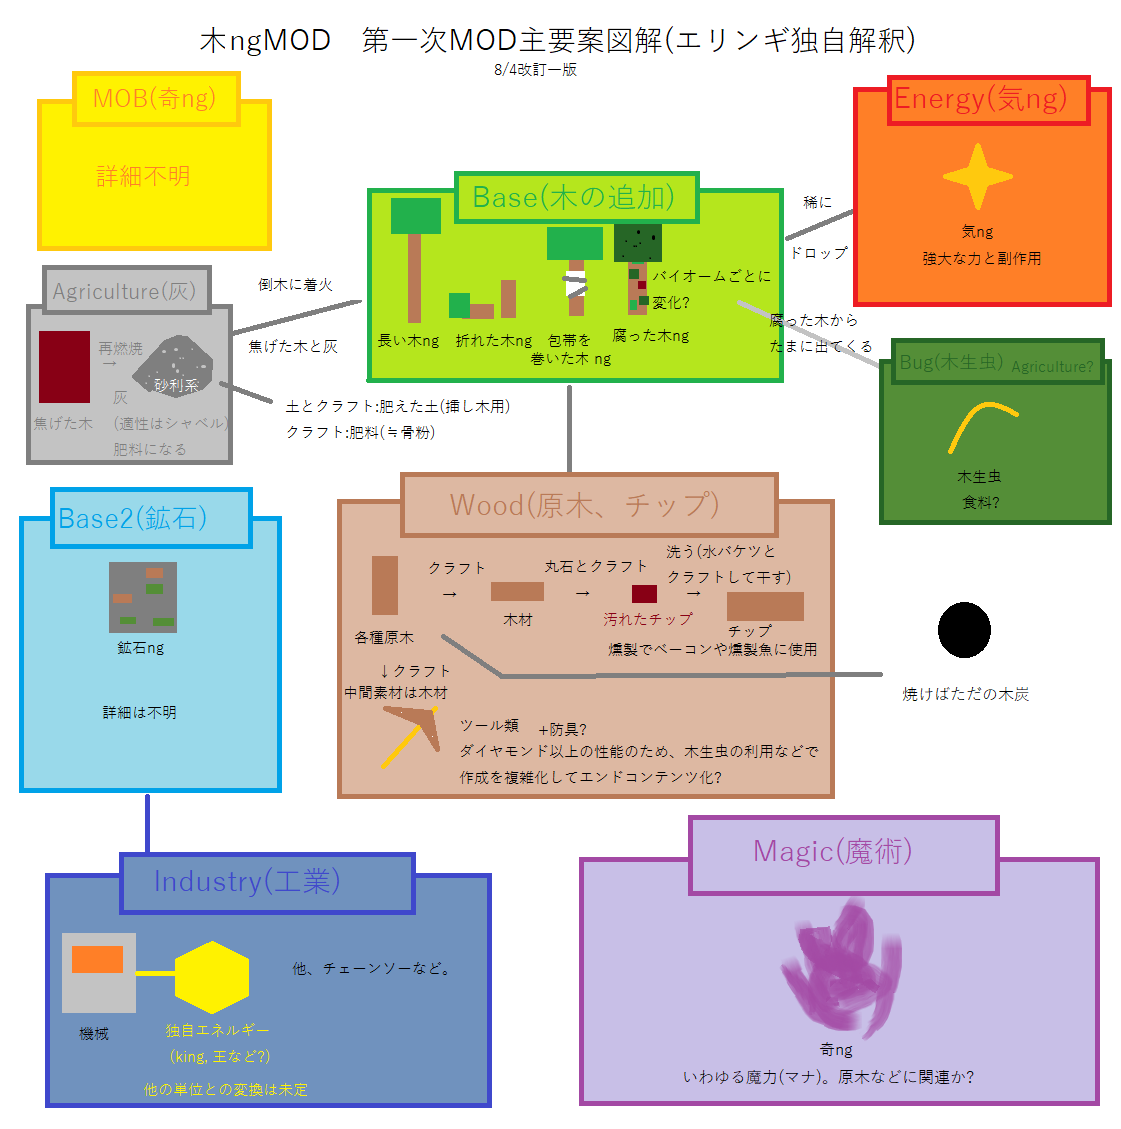 木ngMOD　第一次MOD主要案図解(エリンギ独自解釈)
8/4改訂一版
MOB(奇ng)
詳細不明
Energy(気ng)
気ng
強大な力と副作用
稀に
ドロップ
Base(木の追加)
バイオームごとに
変化?
長い木ng
折れた木ng
包帯を
巻いた木 ng
腐った木ng
倒木に着火
焦げた木と灰
腐った木から
たまに出てくる
Agriculture(灰)
再燃焼
→
灰
砂利系
焦げた木
(適性はシャベル)
肥料になる
土とクラフト:肥えた土(挿し木用)
クラフト:肥料(≒骨粉)
Bug(木生虫) Agriculture?
木生虫
食料?
Base2(鉱石)
鉱石ng
詳細は不明
Wood(原木、チップ)
各種原木
クラフト
→
木材
丸石とクラフト
→
汚れたチップ
洗う(水バケツと
クラフトして干す)
→
チップ
燻製でベーコンや燻製魚に使用
↓クラフト
中間素材は木材
ツール類 +防具?
ダイヤモンド以上の性能のため、木生虫の利用などで
作成を複雑化してエンドコンテンツ化?
焼けばただの木炭
Industry(工業)
機械
独自エネルギー
(king, 王など?)
他の単位との変換は未定
他、チェーンソーなど。
Magic(魔術)
奇ng
いわゆる魔力(マナ)。原木などに関連か?